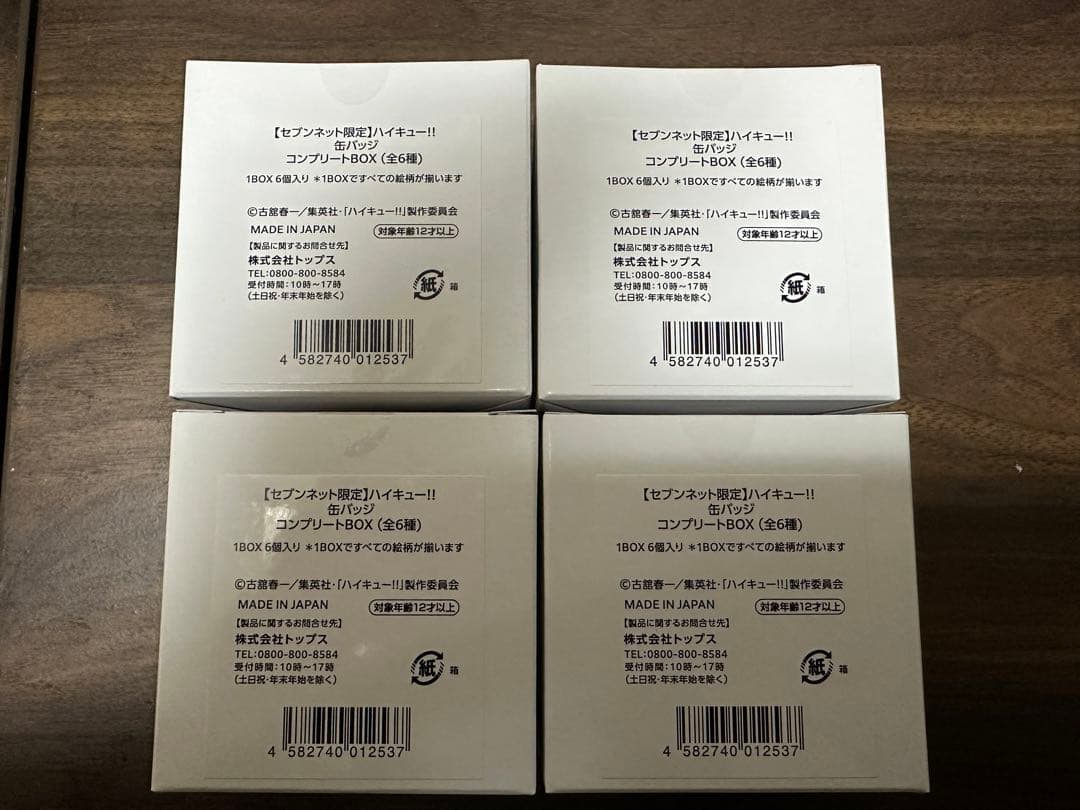 【セブンネット限定】ハイキュー!!
缶バッジ
コンプリートBOX（全6種）
1BOX 6個入り ＊1BOXですべての絵柄が揃います
©古舘春一／集英社・「ハイキュー!!」製作委員会
MADE IN JAPAN 対象年齢12才以上
【製品に関するお問合せ先】
株式会社トップス
TEL:0800-800-8584
受付時間：10時～17時
（土日祝・年末年始を除く）
紙 箱
4 582740 012537
【セブンネット限定】ハイキュー!!
缶バッジ
コンプリートBOX（全6種）
1BOX 6個入り ＊1BOXですべての絵柄が揃います
©古舘春一／集英社・「ハイキュー!!」製作委員会
MADE IN JAPAN 対象年齢12才以上
【製品に関するお問合せ先】
株式会社トップス
TEL:0800-800-8584
受付時間：10時～17時
（土日祝・年末年始を除く）
紙 箱
4 582740 012537
【セブンネット限定】ハイキュー!!
缶バッジ
コンプリートBOX（全6種）
1BOX 6個入り ＊1BOXですべての絵柄が揃います
©古舘春一／集英社・「ハイキュー!!」製作委員会
MADE IN JAPAN 対象年齢12才以上
【製品に関するお問合せ先】
株式会社トップス
TEL:0800-800-8584
受付時間：10時～17時
（土日祝・年末年始を除く）
紙 箱
4 582740 012537
【セブンネット限定】ハイキュー!!
缶バッジ
コンプリートBOX（全6種）
1BOX 6個入り ＊1BOXですべての絵柄が揃います
©古舘春一／集英社・「ハイキュー!!」製作委員会
MADE IN JAPAN 対象年齢12才以上
【製品に関するお問合せ先】
株式会社トップス
TEL:0800-800-8584
受付時間：10時～17時
（土日祝・年末年始を除く）
紙 箱
4 582740 012537